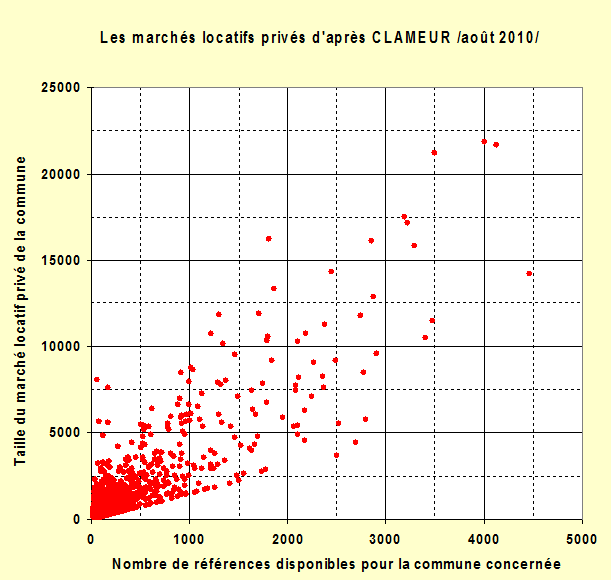 Les marchés locatifs privés d'après CLAMEUR /août 2010/
Taille du marché locatif privé de la commune
25000
20000
15000
10000
5000
0
0 1000 2000 3000 4000 5000
Nombre de références disponibles pour la commune concernée